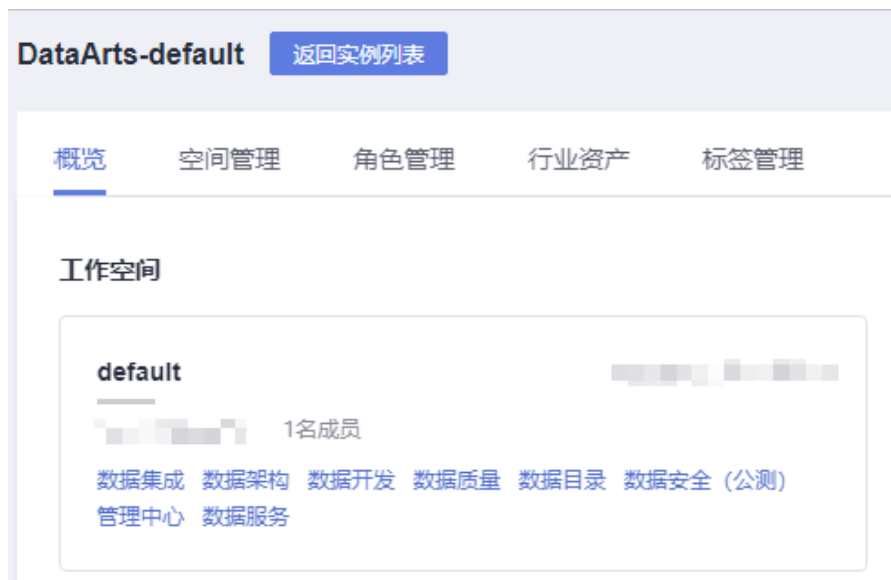 DataArts-default 返回实例列表
概览 空间管理 角色管理 行业资产 标签管理
工作空间
default
1名成员
数据集成 数据架构 数据开发 数据质量 数据目录 数据安全（公测）
管理中心 数据服务